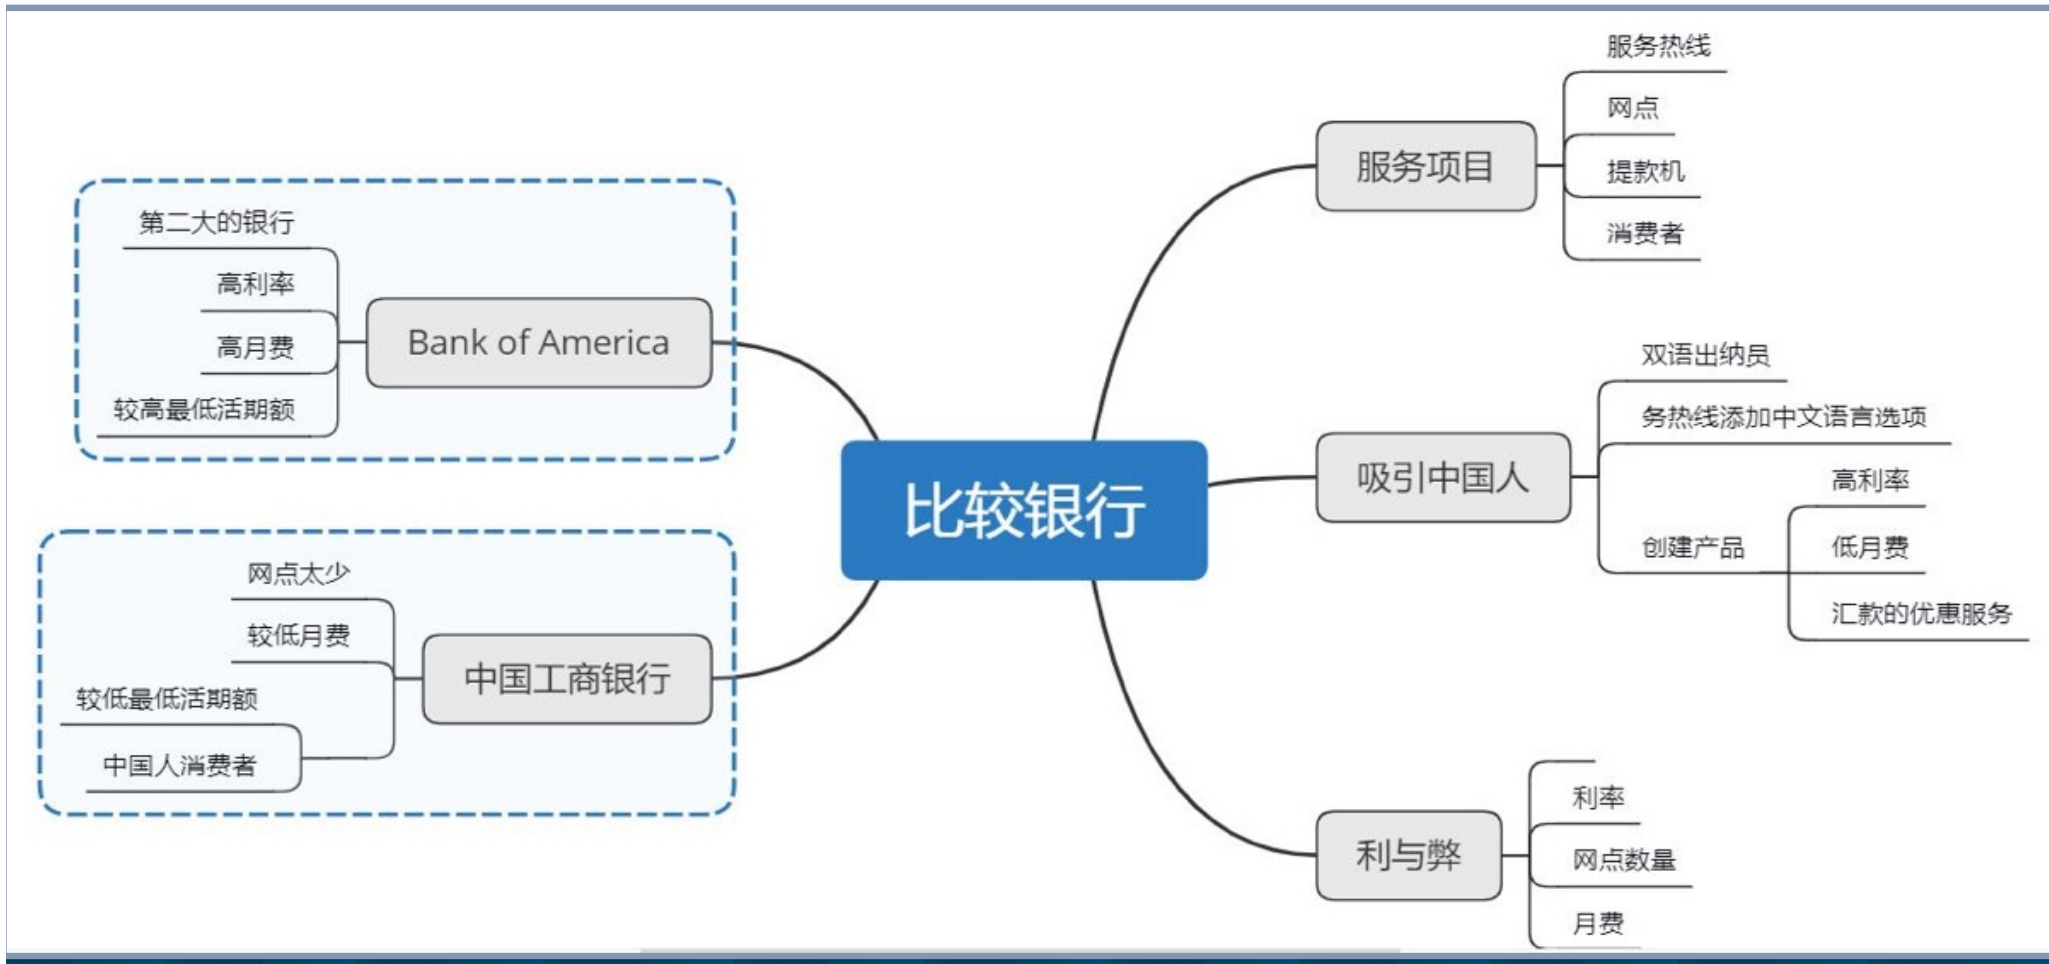 比较银行
服务项目
服务热线
网点
提款机
消费者
吸引中国人
双语出纳员
务热线添加中文语言选项
创建产品
高利率
低月费
汇款的优惠服务
利与弊
利率
网点数量
月费
Bank of America
第二大的银行
高利率
高月费
较高最低活期额
中国工商银行
网点太少
较低月费
较低最低活期额
中国人消费者